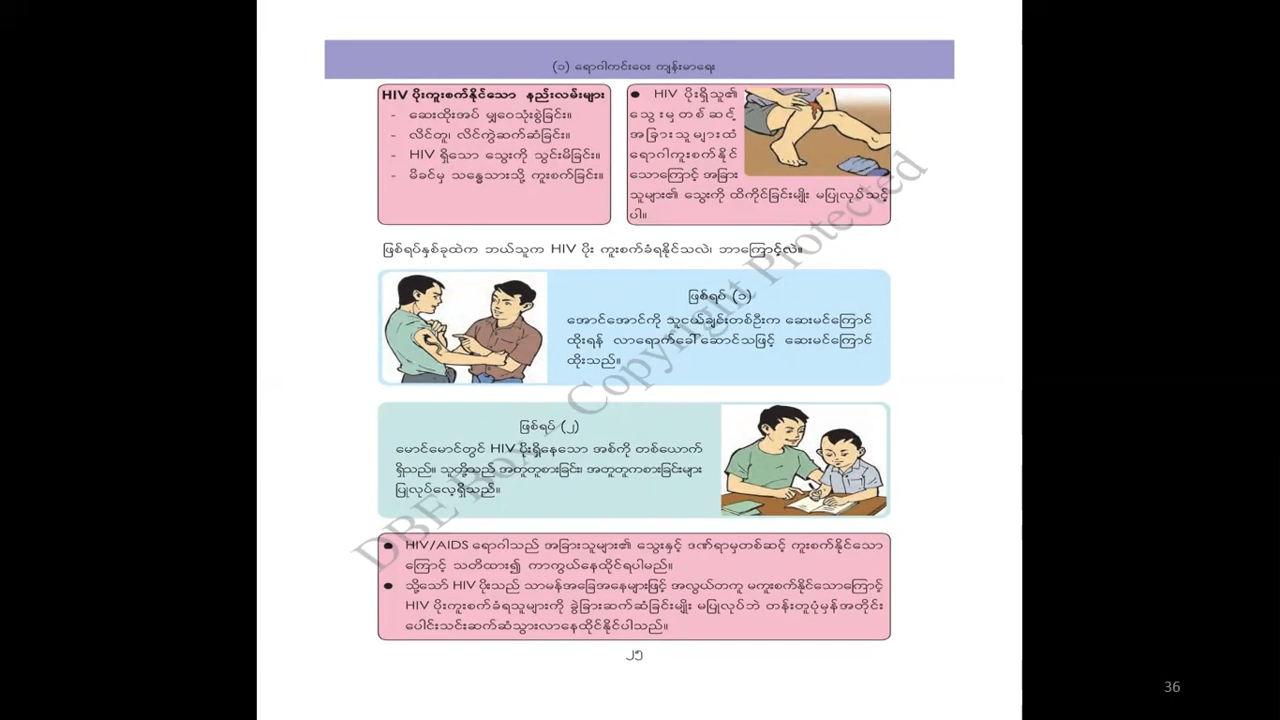 (၁) ရောဂါကင်းဝေး ကျန်းမာရေး
HIV ပိုးကူးစက်နိုင်သော နည်းလမ်းများ
- ဆေးထိုးအပ် မျှဝေသုံးစွဲခြင်း။
- လိင်တူ၊ လိင်ကွဲဆက်ဆံခြင်း။
- HIV ရှိသော သွေးကို သွင်းမိခြင်း။
- မိခင်မှ သန္ဓေသားသို့ ကူးစက်ခြင်း။
● HIV ပိုးရှိသူ၏
သွေးမှတစ်ဆင့်
အခြားသူများထံ
ရောဂါကူးစက်နိုင်
သောကြောင့် အခြား
သူများ၏ သွေးကို ထိကိုင်ခြင်းမျိုး မပြုလုပ်သင့်
ပါ။
ဖြစ်ရပ်နှစ်ခုထဲက ဘယ်သူက HIV ပိုး ကူးစက်ခံရနိုင်သလဲ၊ ဘာကြောင့်လဲ။
ဖြစ်ရပ် (၁)
အောင်အောင်ကို သူငယ်ချင်းတစ်ဦးက ဆေးမင်ကြောင်
ထိုးရန် လာရောက်ခေါ်ဆောင်သဖြင့် ဆေးမင်ကြောင်
ထိုးသည်။
ဖြစ်ရပ် (၂)
မောင်မောင်တွင် HIV ပိုးရှိနေသော အစ်ကို တစ်ယောက်
ရှိသည်။ သူတို့သည် အတူတူစားခြင်း၊ အတူတူကစားခြင်းများ
ပြုလုပ်လေ့ရှိသည်။
● HIV/AIDS ရောဂါသည် အခြားသူများ၏ သွေးနှင့် ဒဏ်ရာမှတစ်ဆင့် ကူးစက်နိုင်သော
ကြောင့် သတိထား၍ ကာကွယ်နေထိုင်ရပါမည်။
● သို့သော် HIV ပိုးသည် သာမန်အခြေအနေများဖြင့် အလွယ်တကူ မကူးစက်နိုင်သောကြောင့်
HIV ပိုးကူးစက်ခံရသူများကို ခွဲခြားဆက်ဆံခြင်းမျိုး မပြုလုပ်ဘဲ တန်းတူပုံမှန်အတိုင်း
ပေါင်းသင်းဆက်ဆံသွားလာနေထိုင်နိုင်ပါသည်။
၂၅
36